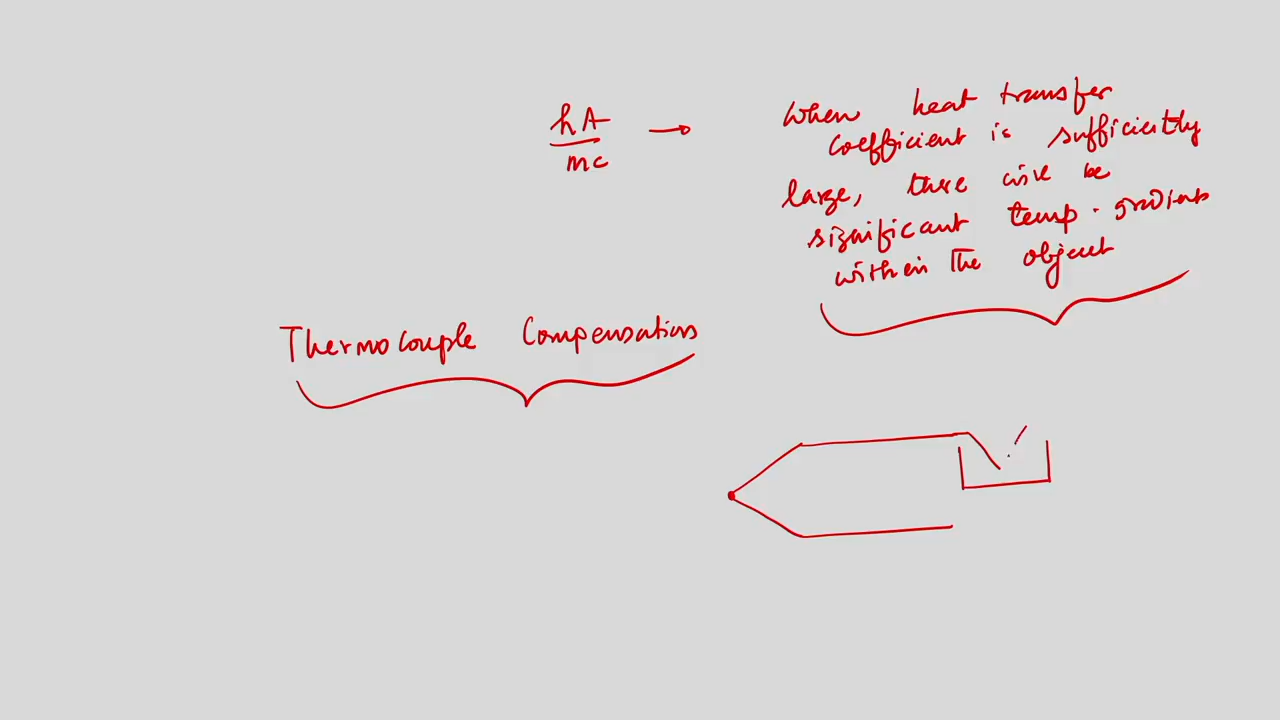 hA
mc
→
When heat transfer
coefficient is sufficiently
large, there will be
significant temp. gradients
within the object
Thermocouple Compensation